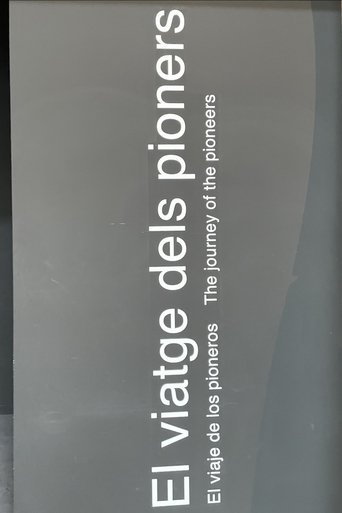 El viatge dels pioners
El viaje de los pioneros The journey of the pioneers